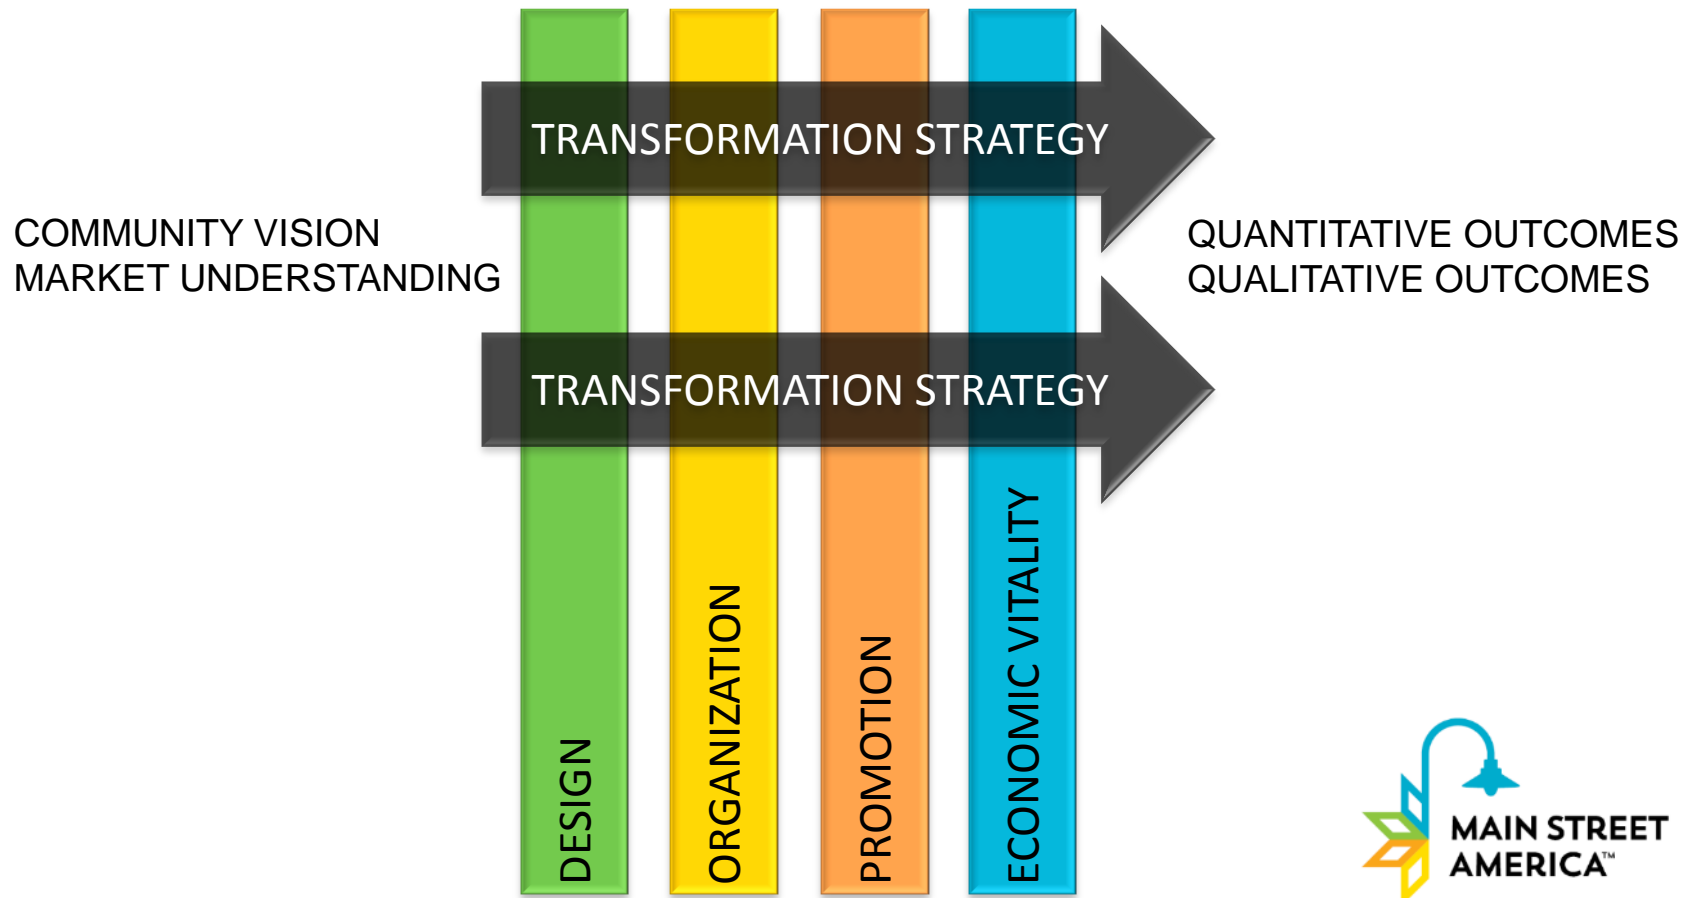 TRANSFORMATION STRATEGY
COMMUNITY VISION
MARKET UNDERSTANDING
QUANTITATIVE OUTCOMES
QUALITATIVE OUTCOMES
TRANSFORMATION STRATEGY
DESIGN
ORGANIZATION
PROMOTION
ECONOMIC VITALITY
MAIN STREET
AMERICA™